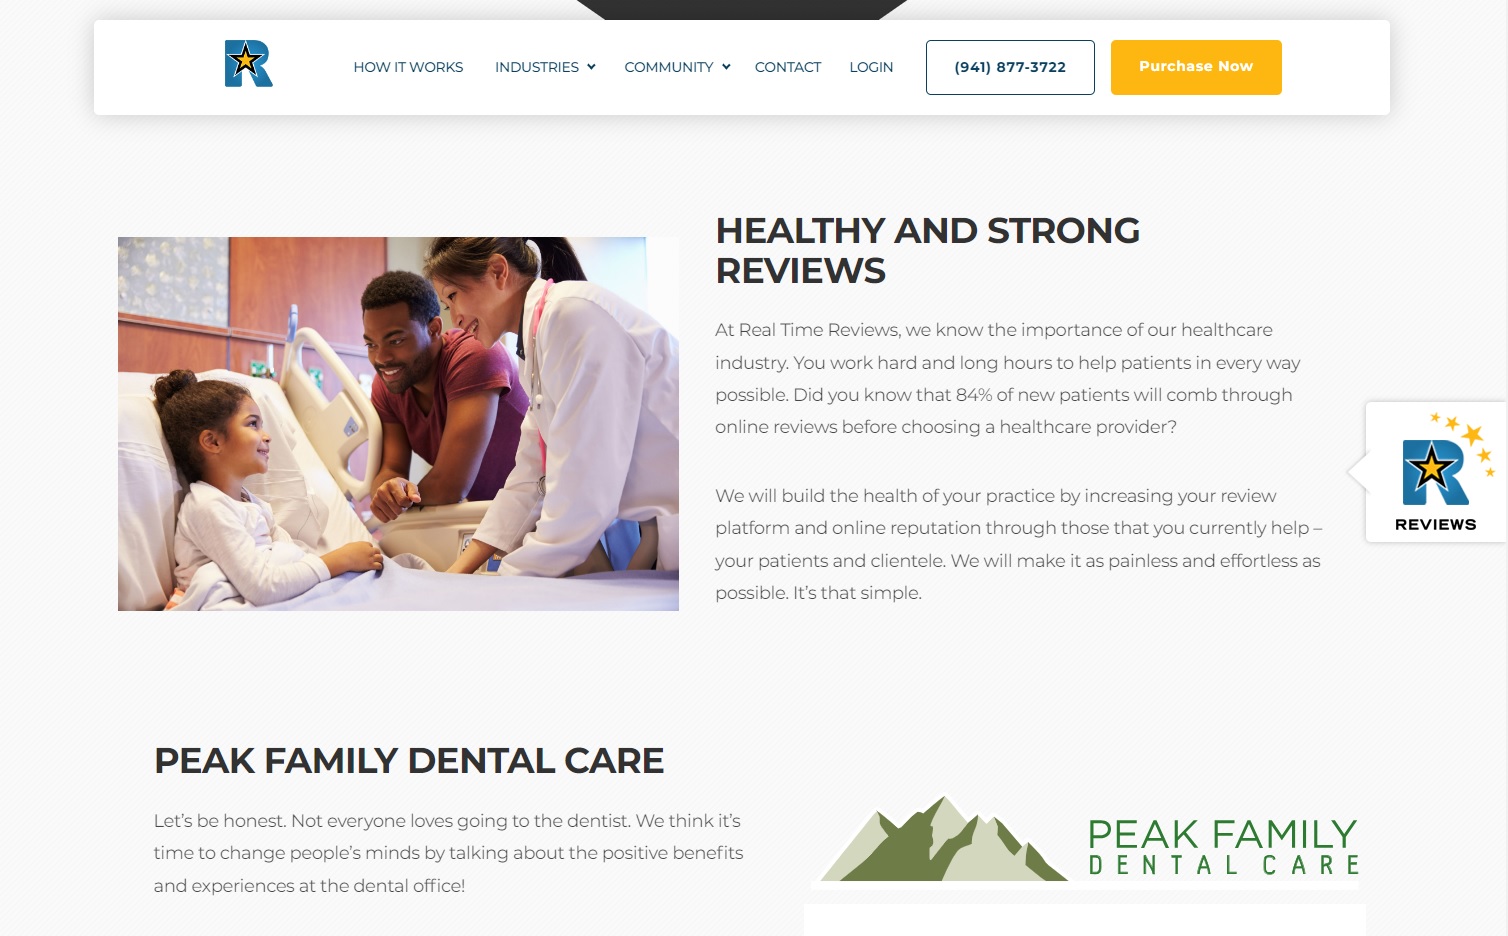 HOW IT WORKS INDUSTRIES COMMUNITY CONTACT LOGIN (941) 877-3722 Purchase Now
HEALTHY AND STRONG
REVIEWS
At Real Time Reviews, we know the importance of our healthcare
industry. You work hard and long hours to help patients in every way
possible. Did you know that 84% of new patients will comb through
online reviews before choosing a healthcare provider?
We will build the health of your practice by increasing your review
platform and online reputation through those that you currently help –
your patients and clientele. We will make it as painless and effortless as
possible. It's that simple.
R
REVIEWS
PEAK FAMILY DENTAL CARE
Let's be honest. Not everyone loves going to the dentist. We think it's
time to change people's minds by talking about the positive benefits
and experiences at the dental office!
PEAK FAMILY
DENTAL CARE